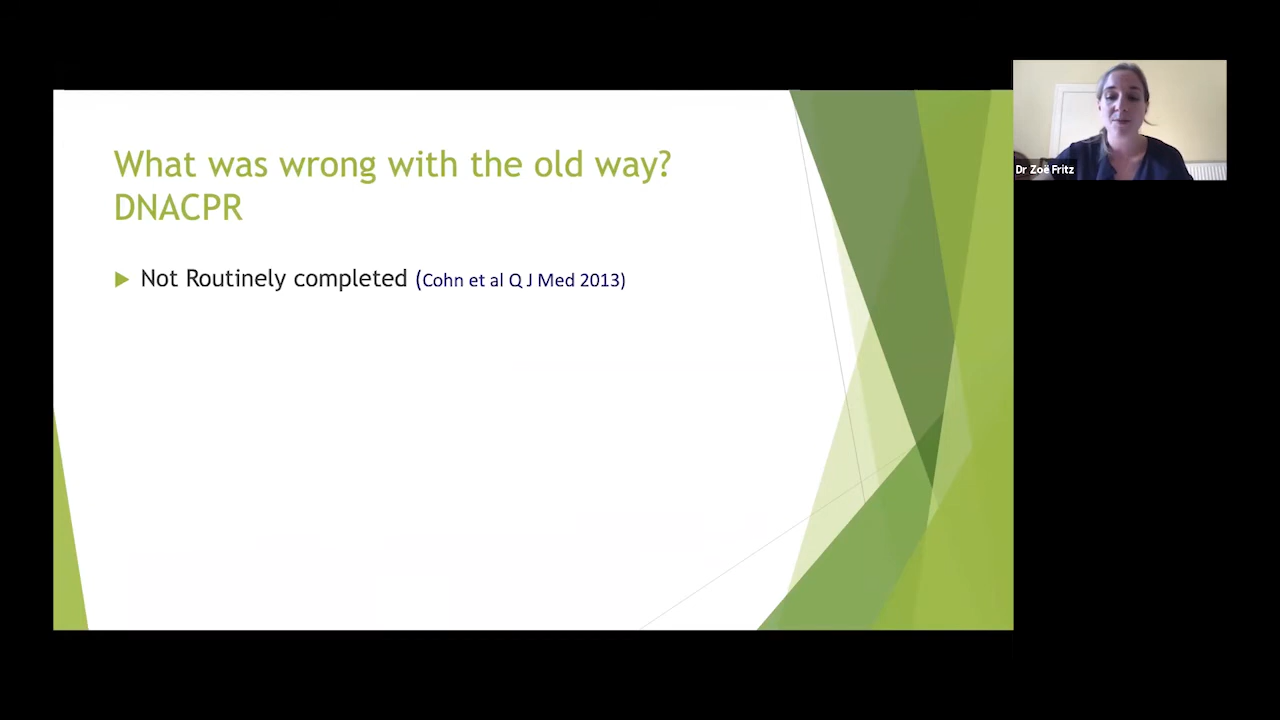 What was wrong with the old way?
DNACPR
Not Routinely completed (Cohn et al Q J Med 2013)
Dr Zoë Fritz